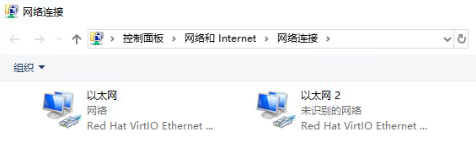 网络连接
控制面板 > 网络和 Internet > 网络连接 >
组织
以太网
网络
Red Hat VirtIO Ethernet ...
以太网 2
未识别的网络
Red Hat VirtIO Ethernet ...